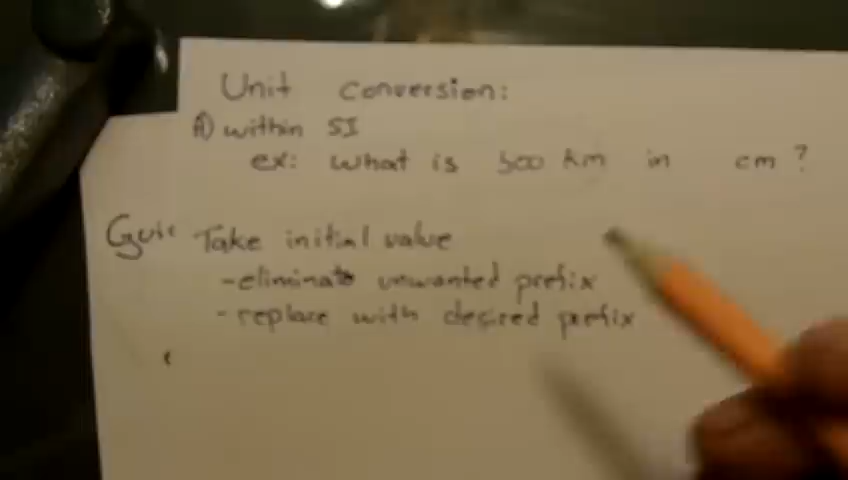 Unit conversion:
A) within SI
ex: what is 500 km in cm?
Take initial value
-eliminate unwanted prefix
-replace with desired prefix